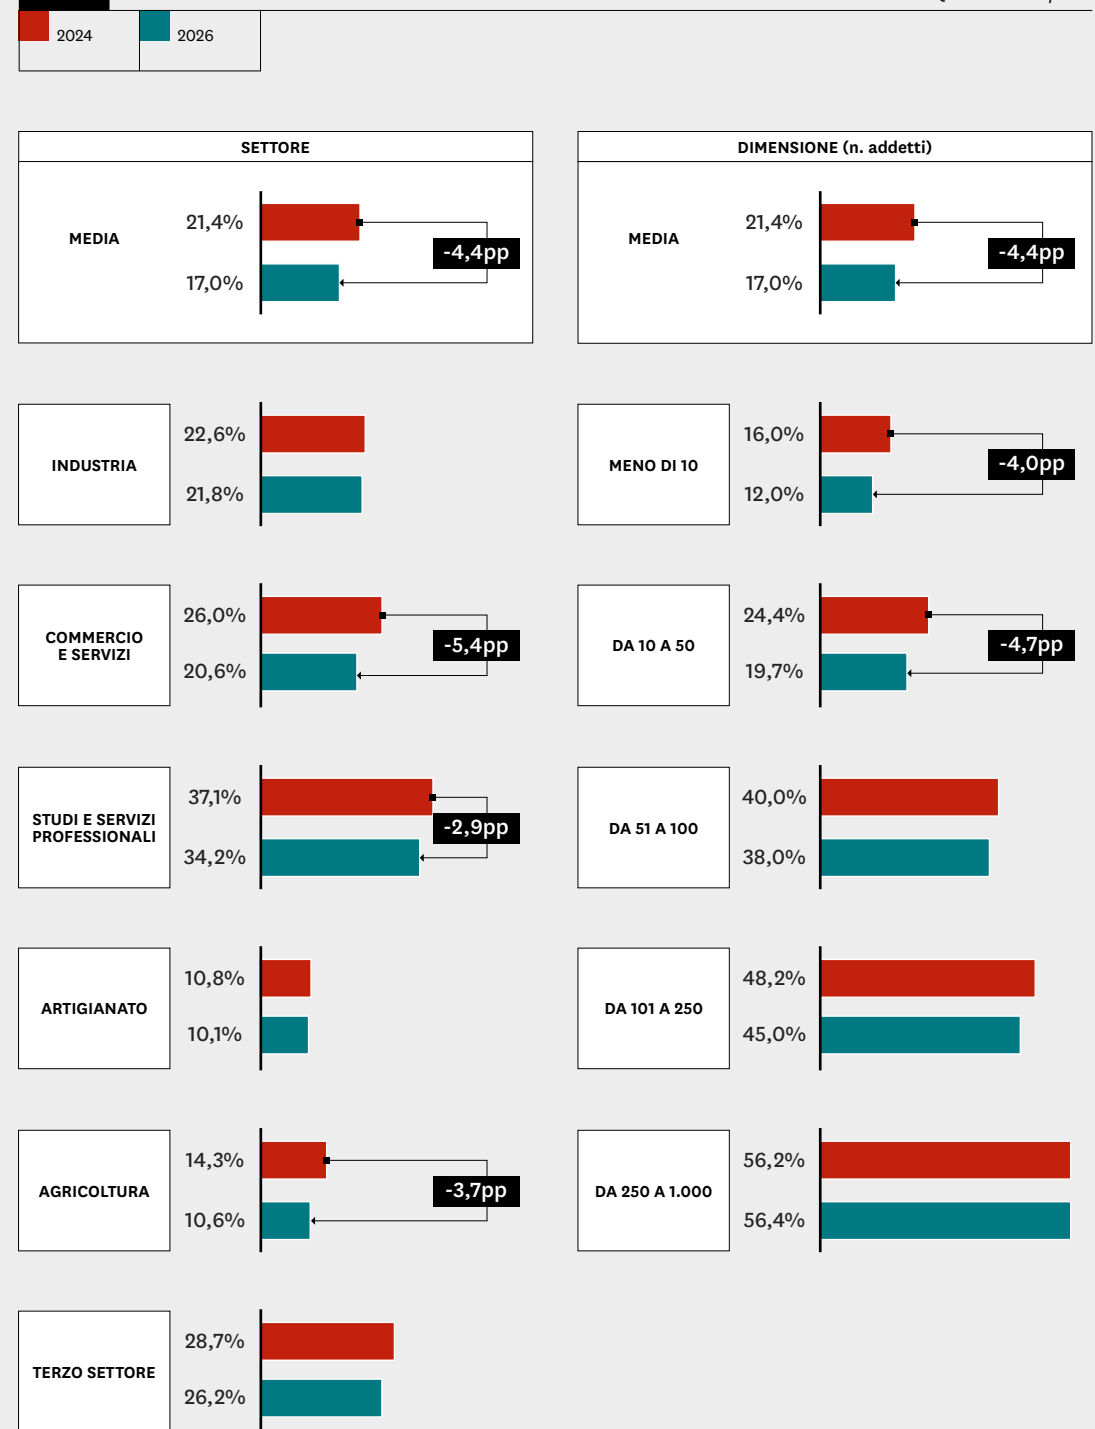 2024
2026
SETTORE
MEDIA
21,4%
17,0%
-4,4pp
INDUSTRIA
22,6%
21,8%
COMMERCIO
E SERVIZI
26,0%
20,6%
-5,4pp
STUDI E SERVIZI
PROFESSIONALI
37,1%
34,2%
-2,9pp
ARTIGIANATO
10,8%
10,1%
AGRICOLTURA
14,3%
10,6%
-3,7pp
TERZO SETTORE
28,7%
26,2%
DIMENSIONE (n. addetti)
MEDIA
21,4%
17,0%
-4,4pp
MENO DI 10
16,0%
12,0%
-4,0pp
DA 10 A 50
24,4%
19,7%
-4,7pp
DA 51 A 100
40,0%
38,0%
DA 101 A 250
48,2%
45,0%
DA 250 A 1.000
56,2%
56,4%